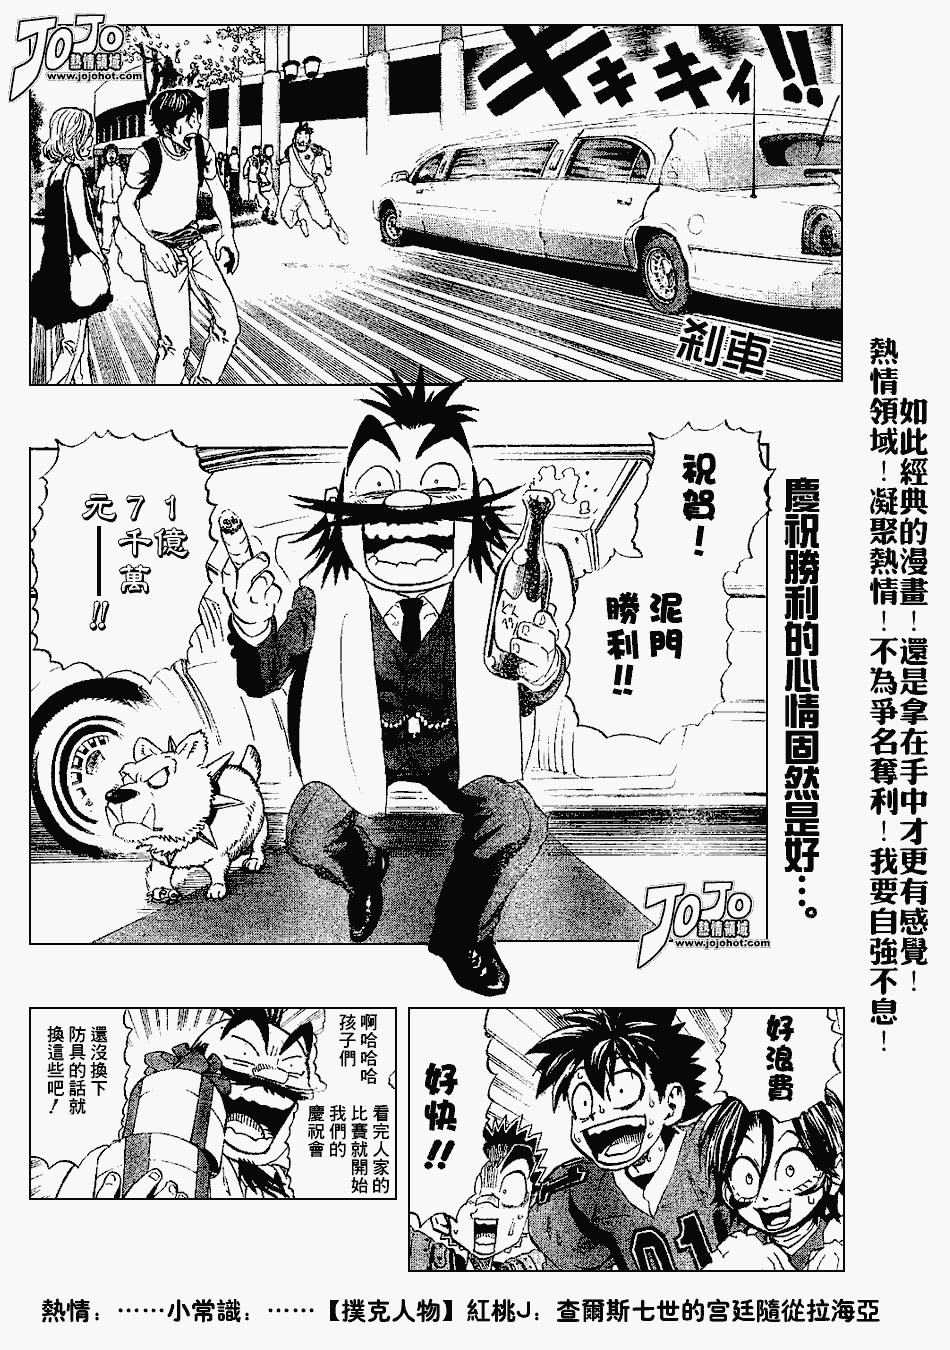 JOJO
熱情領域
www.jojohot.com
ギキキィ!!
剎車
祝賀！
泥門
勝利!!
1億
7千萬
元——!!
慶祝勝利的心情固然是好…。
JOJO
熱情領域
www.jojohot.com
如此經典的漫畫！還是拿在手中才更有感覺！
熱情領域！凝聚熱情！不為爭名奪利！我要自強不息！
好浪費
好快!!
啊哈哈哈
孩子們
看完人家的
比賽就開始
我們的
慶祝會
還沒換下
防具的話就
換這些吧！
熱情：……小常識：……【撲克人物】紅桃J：查爾斯七世的宮廷隨從拉海亞